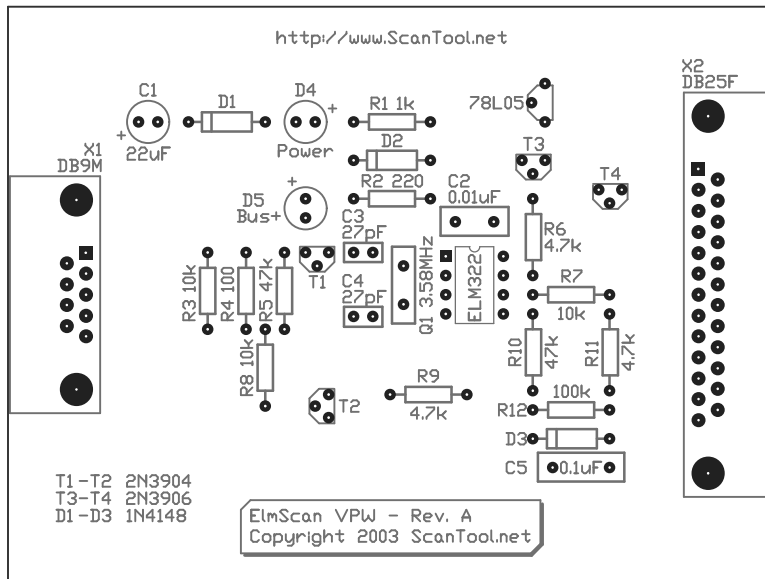 http://www.ScanTool.net
X2
DB25F
C1
22uF
+
D1
D4
+
Power
R1 1k
78L05
D2
T3
X1
DB9M
R2 220
C2
0.01uF
T4
D5
Bus+
+
C3
27pF
R6
4.7k
T1
R3 10k
R4 100
R5 47k
C4
27pF
Q1 3.58MHz
ELM322
R7
10k
R10
47k
R11
4.7k
R8 10k
R9
4.7k
T2
100k
R12
D3
C5
0.1uF
T1-T2 2N3904
T3-T4 2N3906
D1-D3 1N4148
ElmScan VPW - Rev. A
Copyright 2003 ScanTool.net